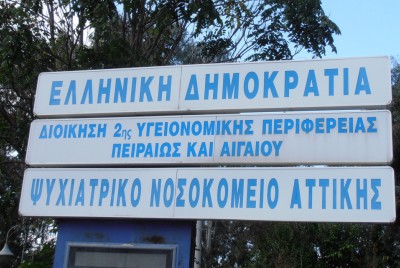 ΕΛΛΗΝΙΚΗ ΔΗΜΟΚΡΑΤΙΑ
ΔΙΟΙΚΗΣΗ 2ης ΥΓΕΙΟΝΟΜΙΚΗΣ ΠΕΡΙΦΕΡΕΙΑΣ
ΠΕΙΡΑΙΩΣ ΚΑΙ ΑΙΓΑΙΟΥ
ΨΥΧΙΑΤΡΙΚΟ ΝΟΣΟΚΟΜΕΙΟ ΑΤΤΙΚΗΣ